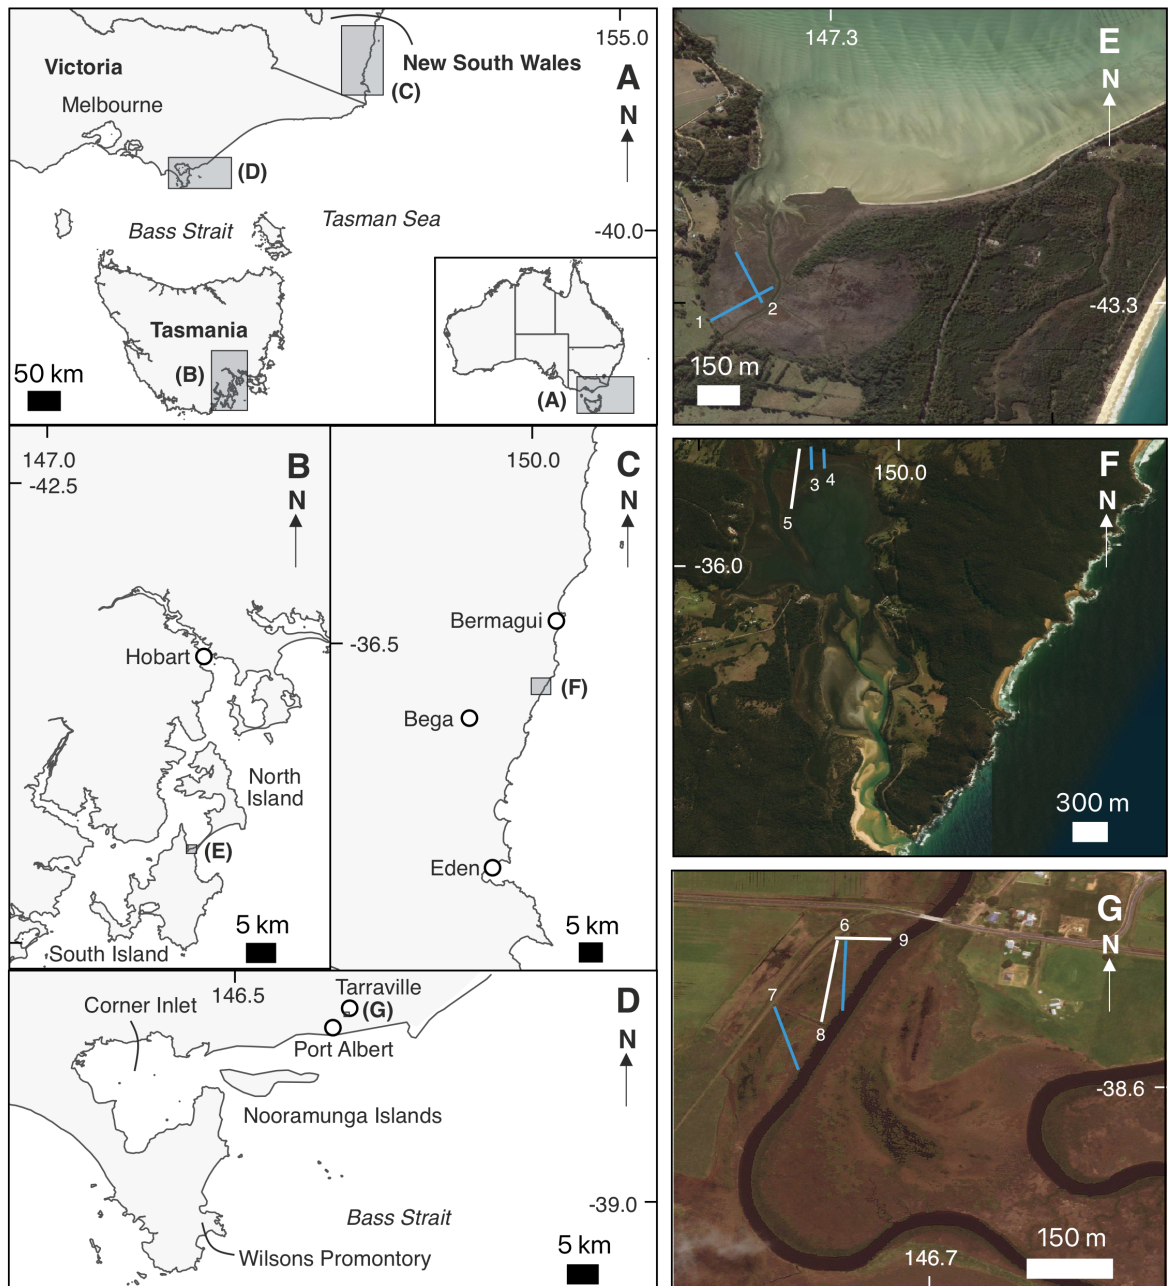 155.0
Victoria
New South Wales
A
Melbourne
(C)
N
(D)
Bass Strait
Tasman Sea
-40.0
Tasmania
(B)
50 km
(A)
147.0
-42.5
B
N
Hobart
North
Island
(E)
5 km
South Island
150.0
C
N
-36.5
Bermagui
(F)
Bega
Eden
5 km
146.5
D
N
Corner Inlet
Tarraville
(G)
Port Albert
Nooramunga Islands
-39.0
Bass Strait
Wilsons Promontory
5 km
147.3
E
N
-43.3
1
2
150 m
150.0
F
N
3
4
5
-36.0
300 m
G
N
6
9
7
8
-38.6
146.7
150 m